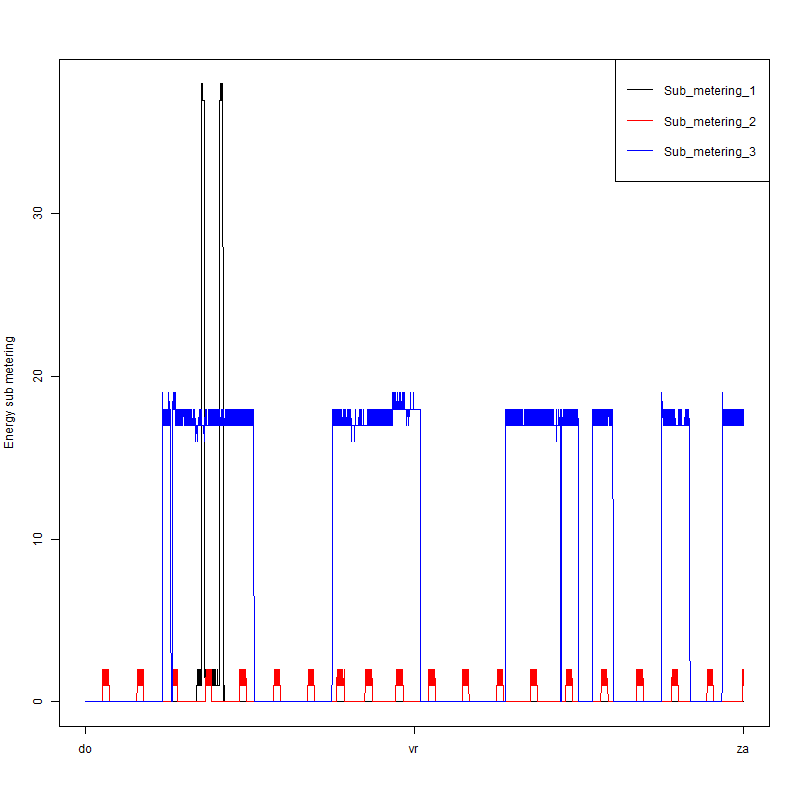 Sub_metering_1
Sub_metering_2
Sub_metering_3
Energy sub metering
30
20
10
0
do vr za